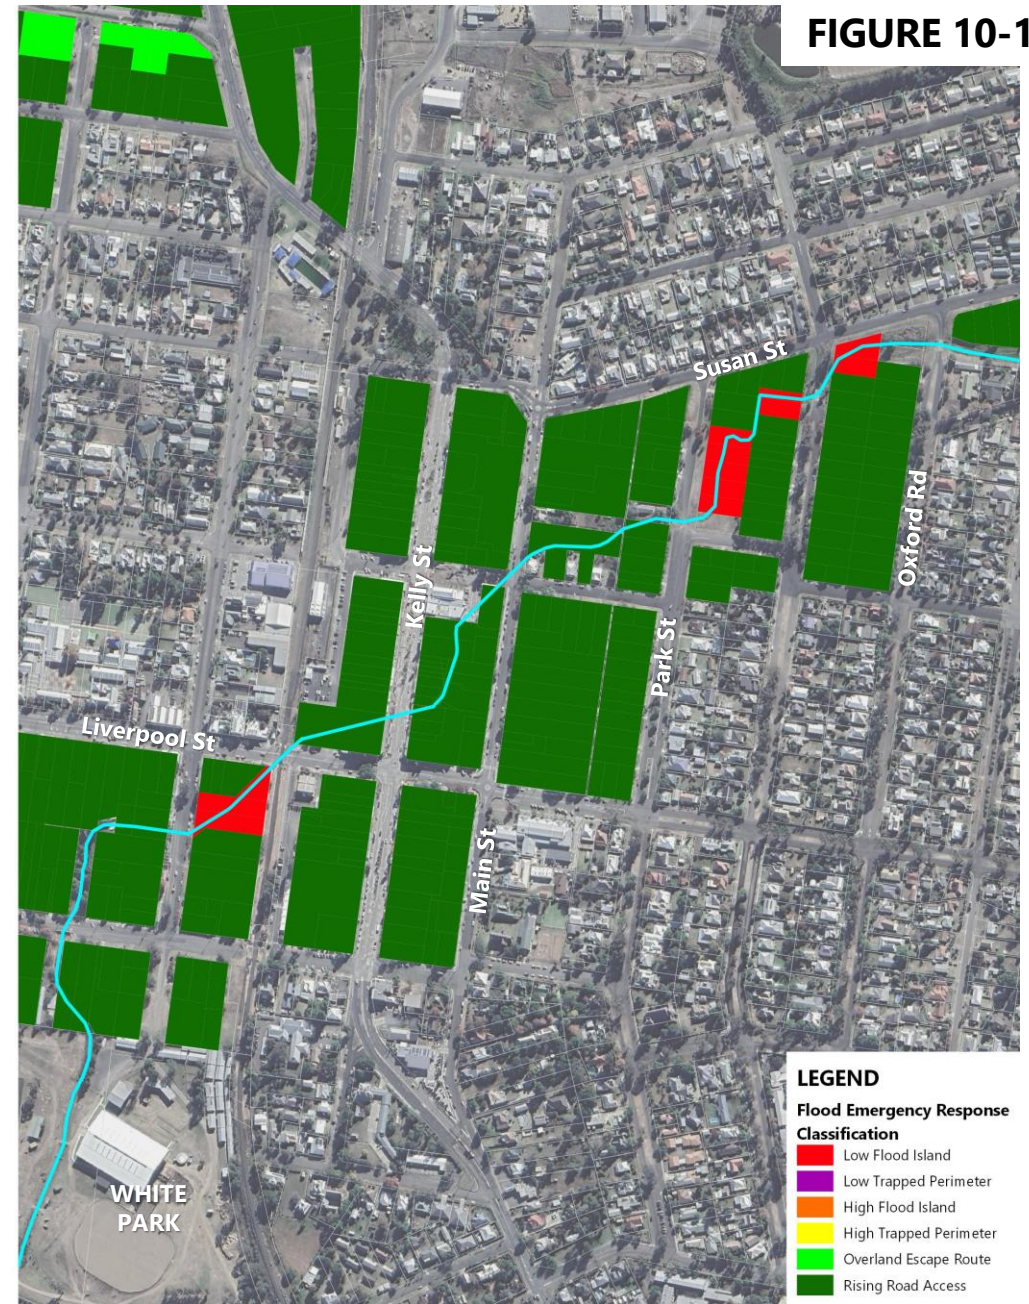 FIGURE 10-1
Susan St
Oxford Rd
Kelly St
Park St
Liverpool St
Main St
WHITE
PARK
LEGEND
Flood Emergency Response
Classification
Low Flood Island
Low Trapped Perimeter
High Flood Island
High Trapped Perimeter
Overland Escape Route
Rising Road Access